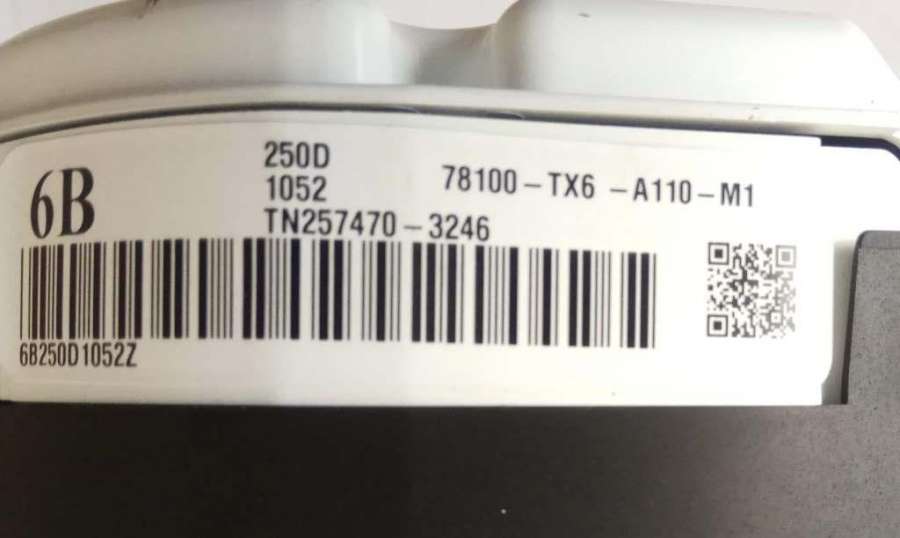 6B
250D
1052
78100-TX6 -A110-M1
TN257470-3246
6B250D1052Z